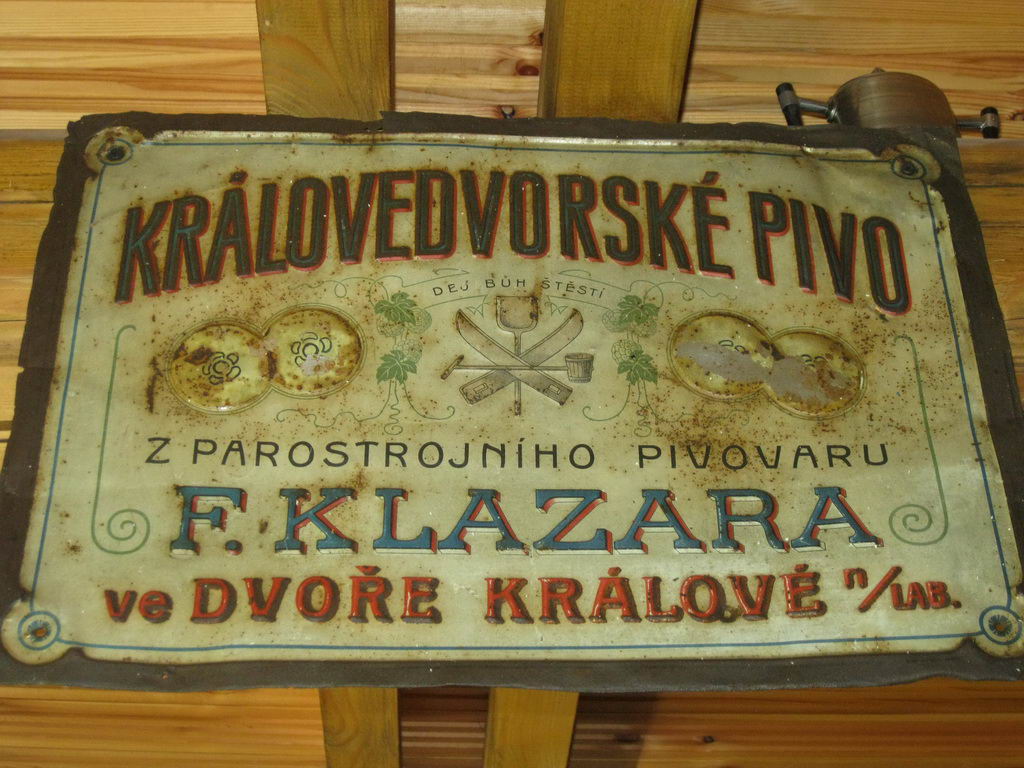 KRÁLOVEDVORSKÉ PIVO
DEJ BŮH ŠTĚSTÍ
Z PAROSTROJNÍHO PIVOVARU
F. KLAZARA
ve DVOŘE KRÁLOVÉ n/LAB.